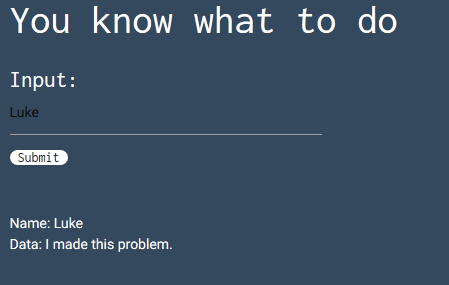 You know what to do
Input:
Luke
Submit
Name: Luke
Data: I made this problem.